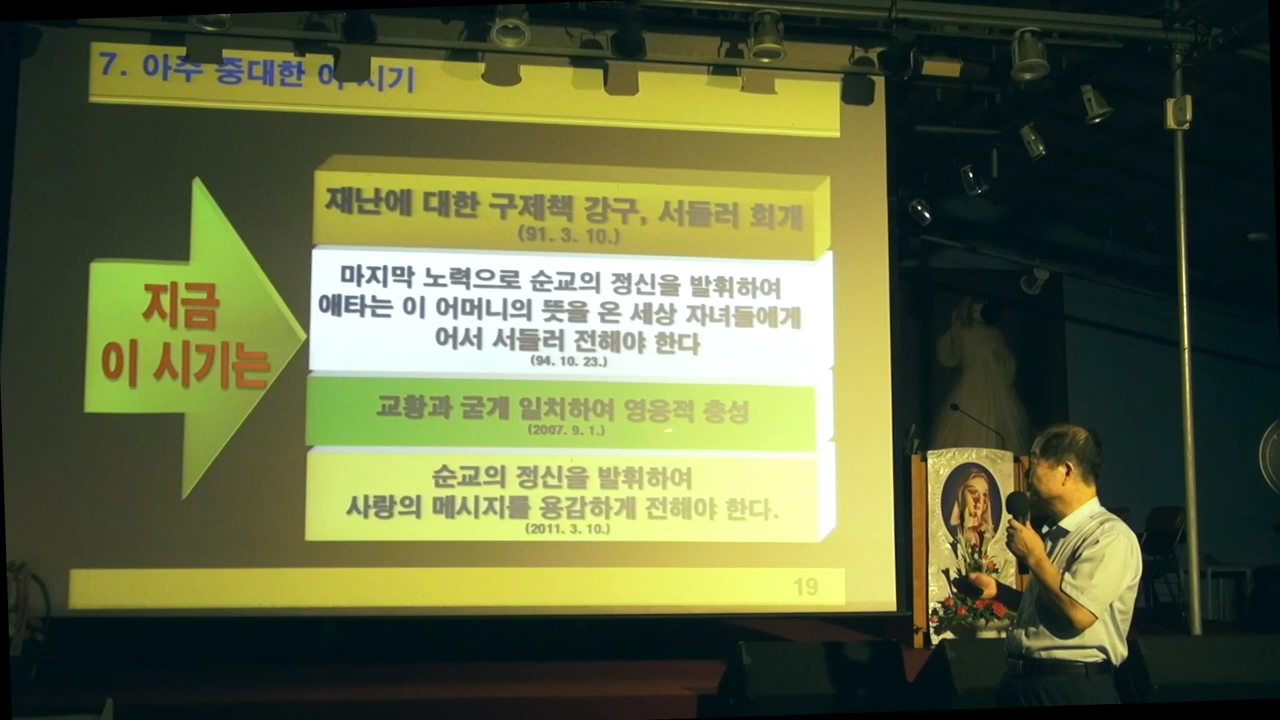 7. 아주 중대한 이 시기
지금
이 시기는
재난에 대한 구제책 강구, 서둘러 회개
(91. 3. 10.)
마지막 노력으로 순교의 정신을 발휘하여
애타는 이 어머니의 뜻을 온 세상 자녀들에게
어서 서둘러 전해야 한다
(94. 10. 23.)
교황과 굳게 일치하여 영웅적 충성
(2007. 9. 1.)
순교의 정신을 발휘하여
사랑의 메시지를 용감하게 전해야 한다.
(2011. 3. 10.)
19